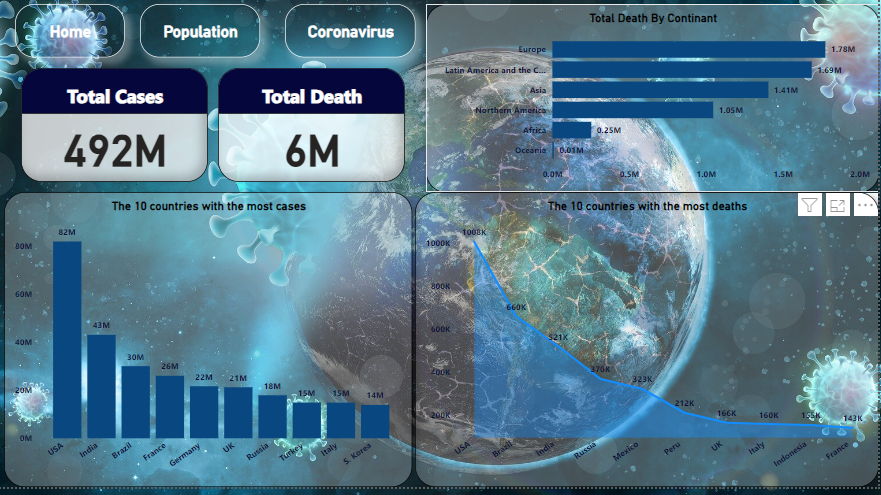 Home
Population
Coronavirus
Total Cases
492M
Total Death
6M
Total Death By Continant
Europe
1.78M
Latin America and the C...
1.69M
Asia
1.41M
Northern America
1.05M
Africa
0.25M
Oceania
0.01M
0.0M 0.5M 1.0M 1.5M 2.0M
The 10 countries with the most cases
80M
60M
40M
20M
0M
82M
43M
30M
26M
22M
21M
18M
15M
15M
14M
USA
India
Brazil
France
Germany
UK
Russia
Turkey
Italy
S. Korea
The 10 countries with the most deaths
1000K
800K
600K
400K
200K
1008K
660K
521K
370K
323K
212K
166K
160K
155K
143K
USA
Brazil
India
Russia
Mexico
Peru
UK
Italy
Indonesia
France